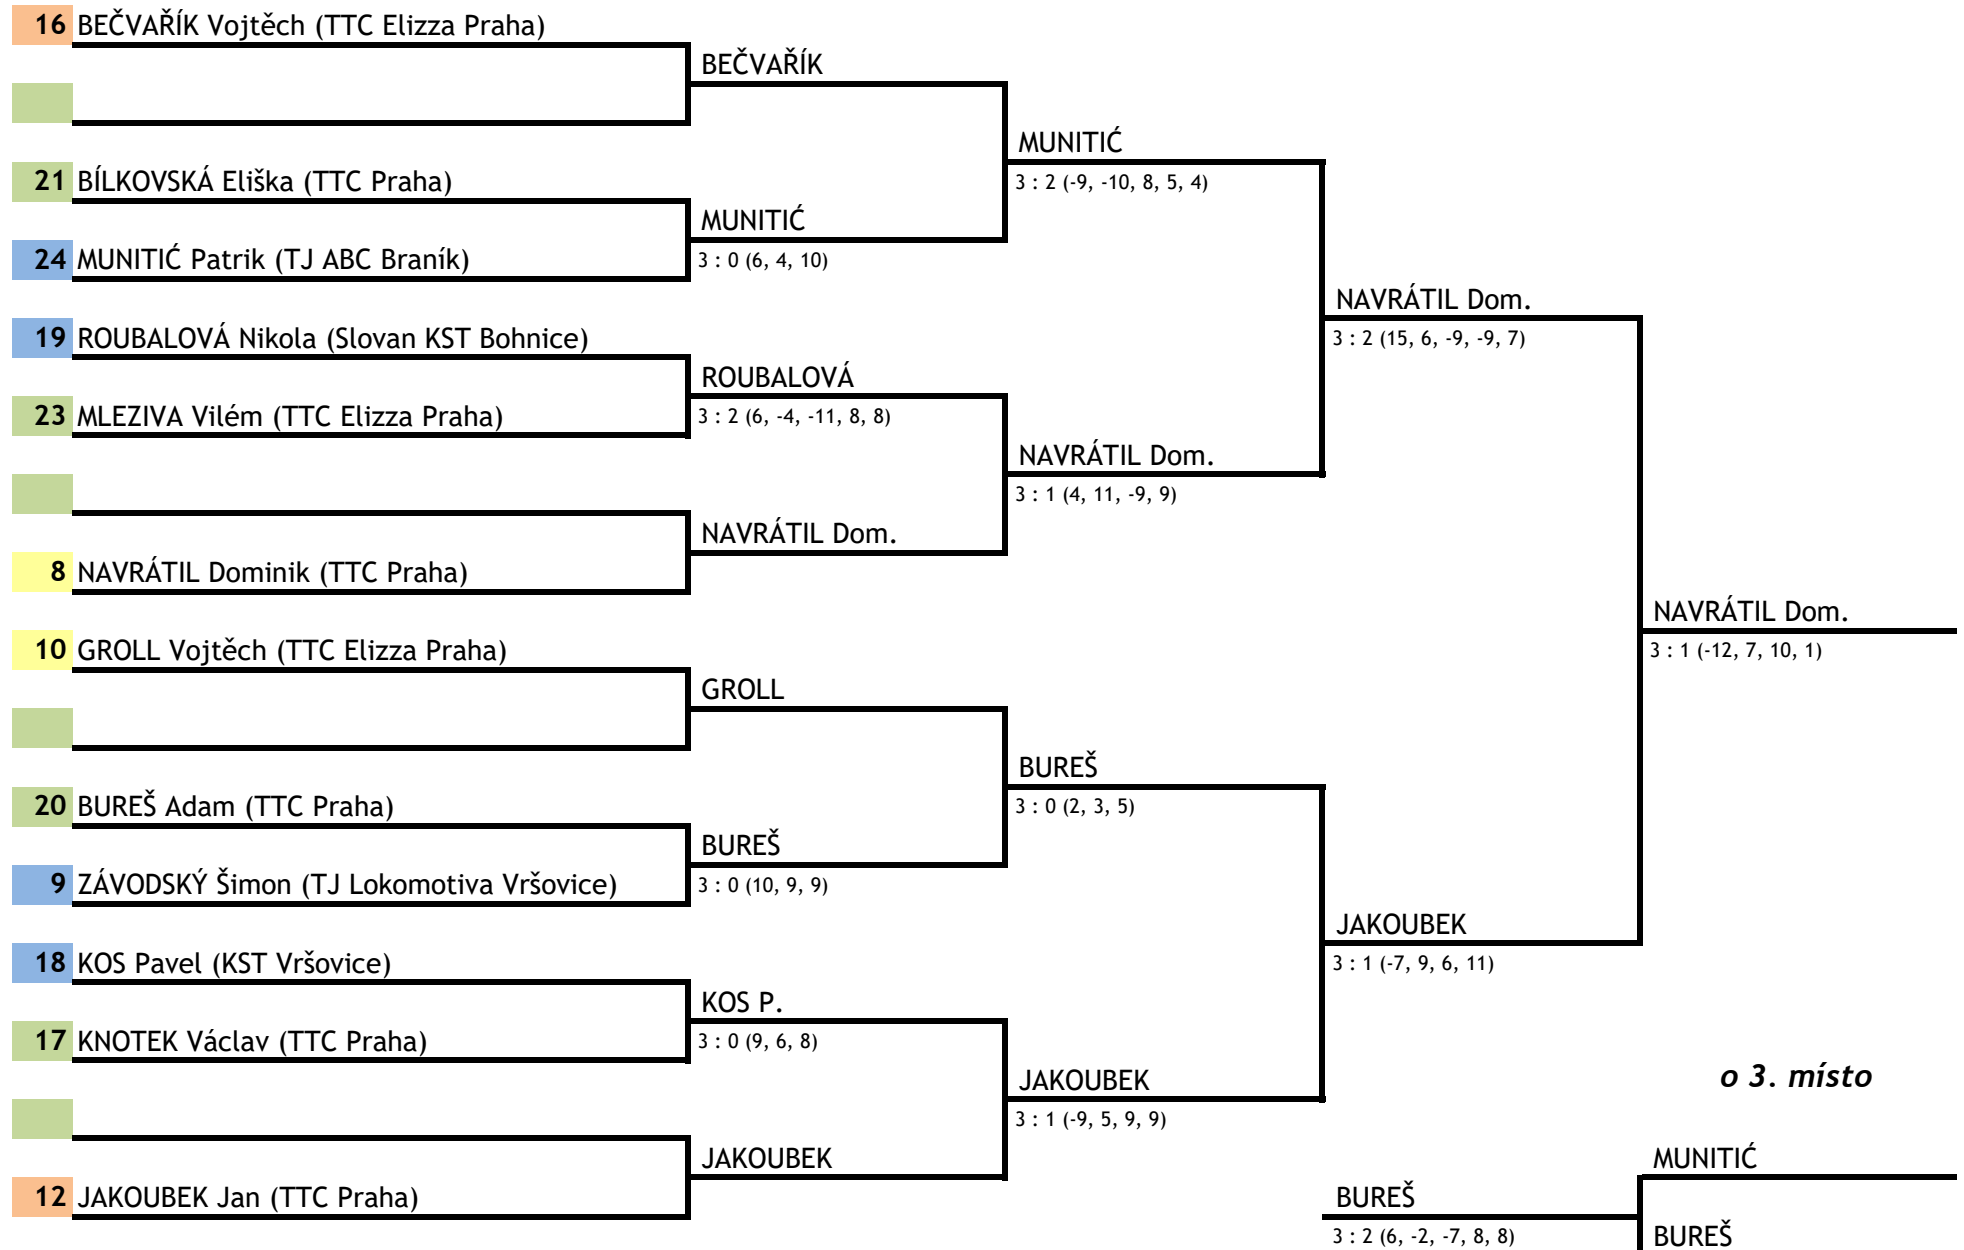 16 BEČVAŘÍK Vojtěch (TTC Elizza Praha)
BEČVAŘÍK
MUNITIĆ
3 : 2 (-9, -10, 8, 5, 4)
21 BÍLKOVSKÁ Eliška (TTC Praha)
MUNITIĆ
3 : 0 (6, 4, 10)
24 MUNITIĆ Patrik (TJ ABC Braník)
NAVRÁTIL Dom.
3 : 2 (15, 6, -9, -9, 7)
19 ROUBALOVÁ Nikola (Slovan KST Bohnice)
ROUBALOVÁ
3 : 2 (6, -4, -11, 8, 8)
23 MLEZIVA Vilém (TTC Elizza Praha)
NAVRÁTIL Dom.
3 : 1 (4, 11, -9, 9)
NAVRÁTIL Dom.
8 NAVRÁTIL Dominik (TTC Praha)
NAVRÁTIL Dom.
3 : 1 (-12, 7, 10, 1)
10 GROLL Vojtěch (TTC Elizza Praha)
GROLL
BUREŠ
3 : 0 (2, 3, 5)
20 BUREŠ Adam (TTC Praha)
BUREŠ
3 : 0 (10, 9, 9)
9 ZÁVODSKÝ Šimon (TJ Lokomotiva Vršovice)
JAKOUBEK
3 : 1 (-7, 9, 6, 11)
18 KOS Pavel (KST Vršovice)
KOS P.
3 : 0 (9, 6, 8)
17 KNOTEK Václav (TTC Praha)
JAKOUBEK
3 : 1 (-9, 5, 9, 9)
JAKOUBEK
12 JAKOUBEK Jan (TTC Praha)
o 3. místo
MUNITIĆ
BUREŠ
3 : 2 (6, -2, -7, 8, 8)
BUREŠ